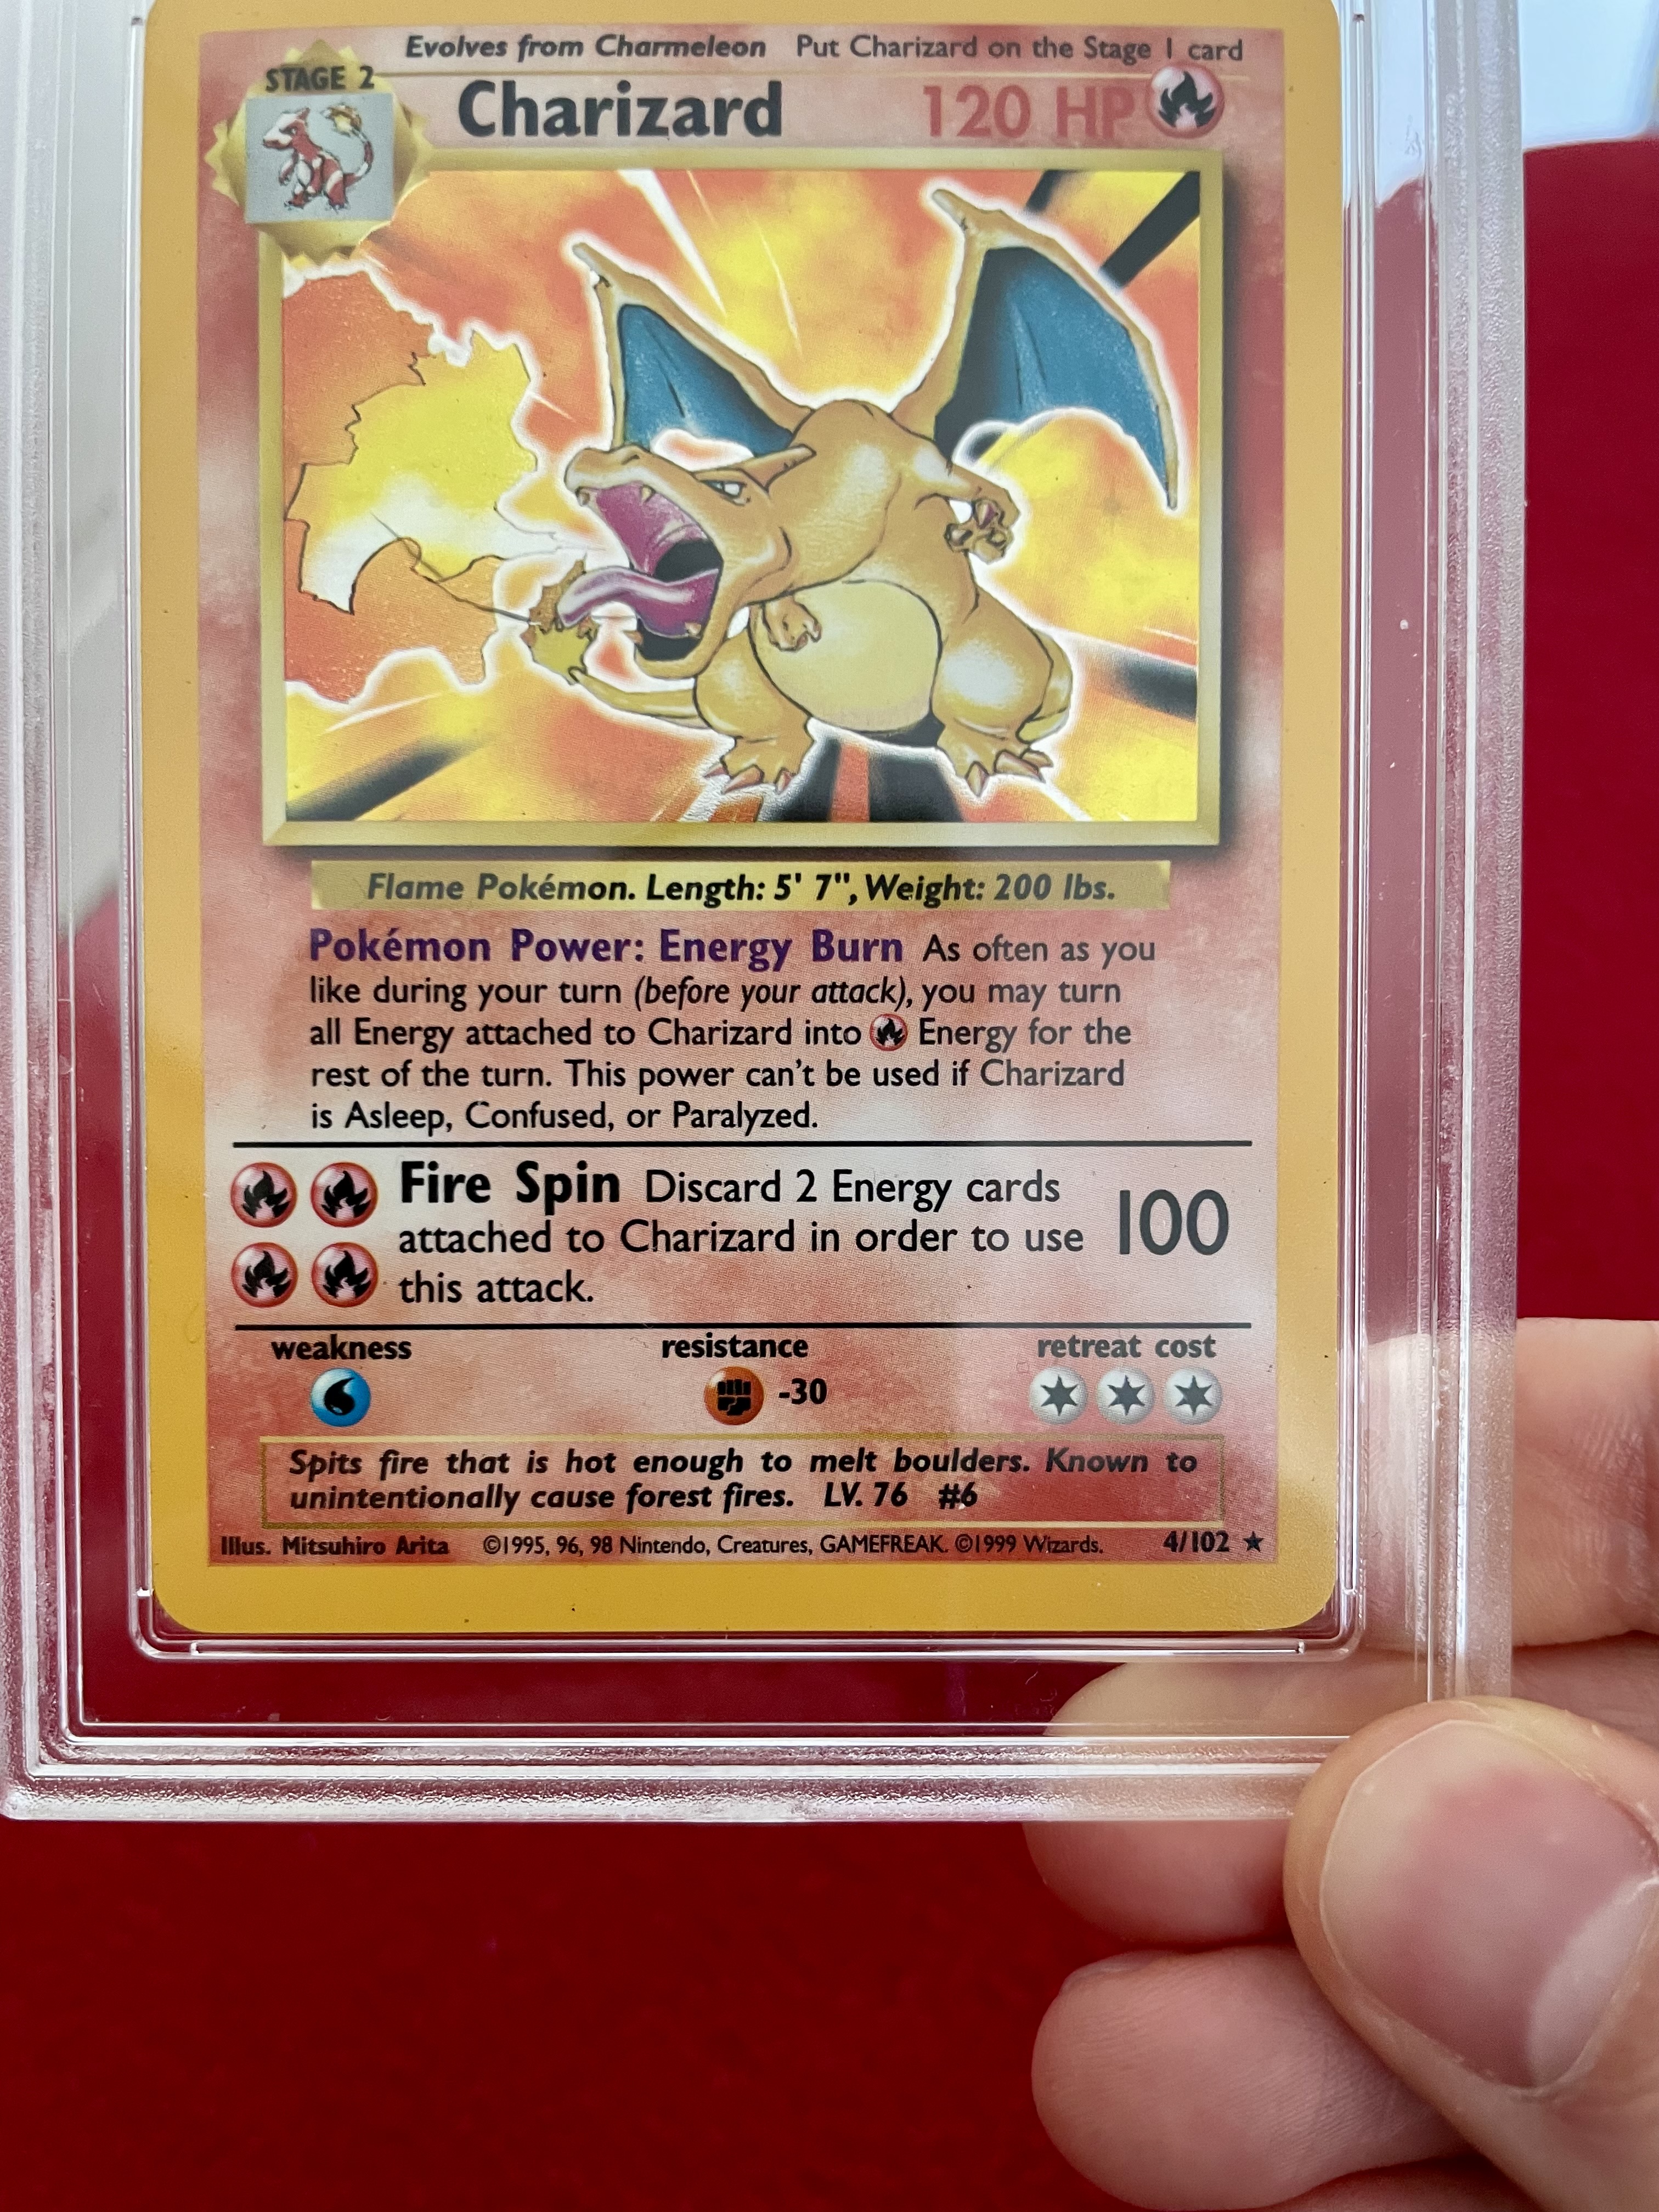 Evolves from Charmeleon Put Charizard on the Stage 1 card
STAGE 2
Charizard 120 HP
Flame Pokémon. Length: 5' 7", Weight: 200 lbs.
Pokémon Power: Energy Burn As often as you
like during your turn (before your attack), you may turn
all Energy attached to Charizard into Energy for the
rest of the turn. This power can't be used if Charizard
is Asleep, Confused, or Paralyzed.
Fire Spin Discard 2 Energy cards
attached to Charizard in order to use
this attack.
100
weakness resistance retreat cost
-30
Spits fire that is hot enough to melt boulders. Known to
unintentionally cause forest fires. LV. 76 #6
Illus. Mitsuhiro Arita ©1995, 96, 98 Nintendo, Creatures, GAMEFREAK. ©1999 Wizards. 4/102 ★